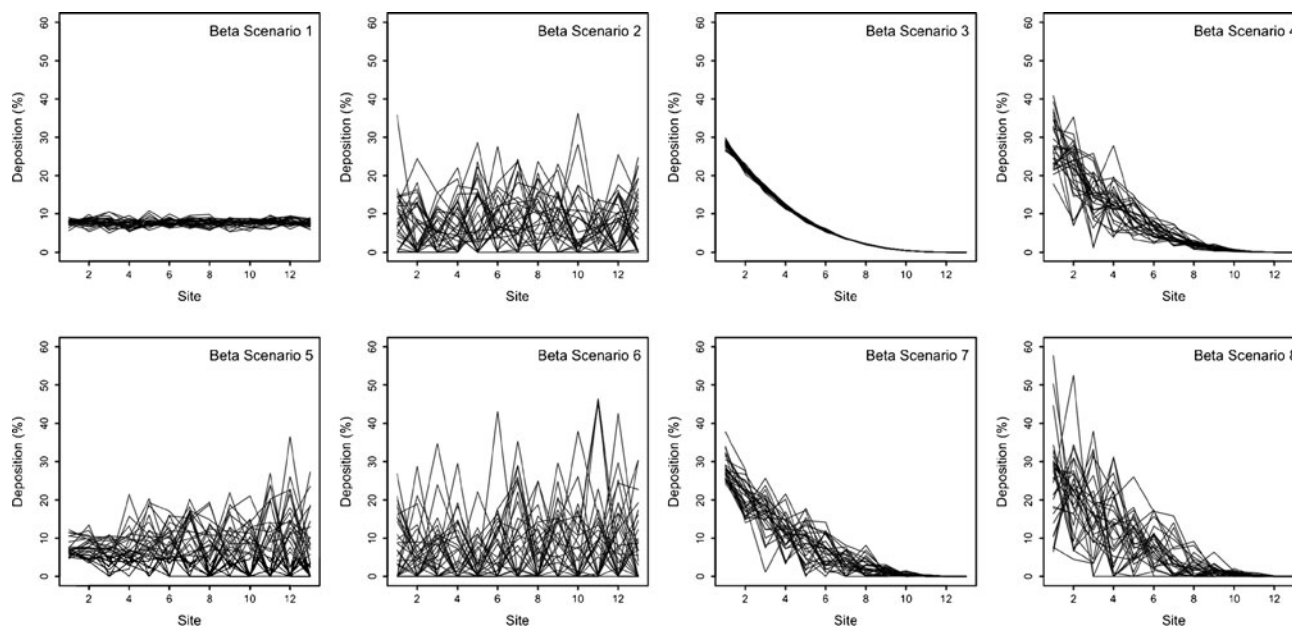 Beta Scenario 1
Deposition (%)
0 10 20 30 40 50 60
2 4 6 8 10 12
Site
Beta Scenario 2
Deposition (%)
0 10 20 30 40 50 60
2 4 6 8 10 12
Site
Beta Scenario 3
Deposition (%)
0 10 20 30 40 50 60
2 4 6 8 10 12
Site
Beta Scenario 4
Deposition (%)
0 10 20 30 40 50 60
2 4 6 8 10 12
Site
Beta Scenario 5
Deposition (%)
0 10 20 30 40 50 60
2 4 6 8 10 12
Site
Beta Scenario 6
Deposition (%)
0 10 20 30 40 50 60
2 4 6 8 10 12
Site
Beta Scenario 7
Deposition (%)
0 10 20 30 40 50 60
2 4 6 8 10 12
Site
Beta Scenario 8
Deposition (%)
0 10 20 30 40 50 60
2 4 6 8 10 12
Site